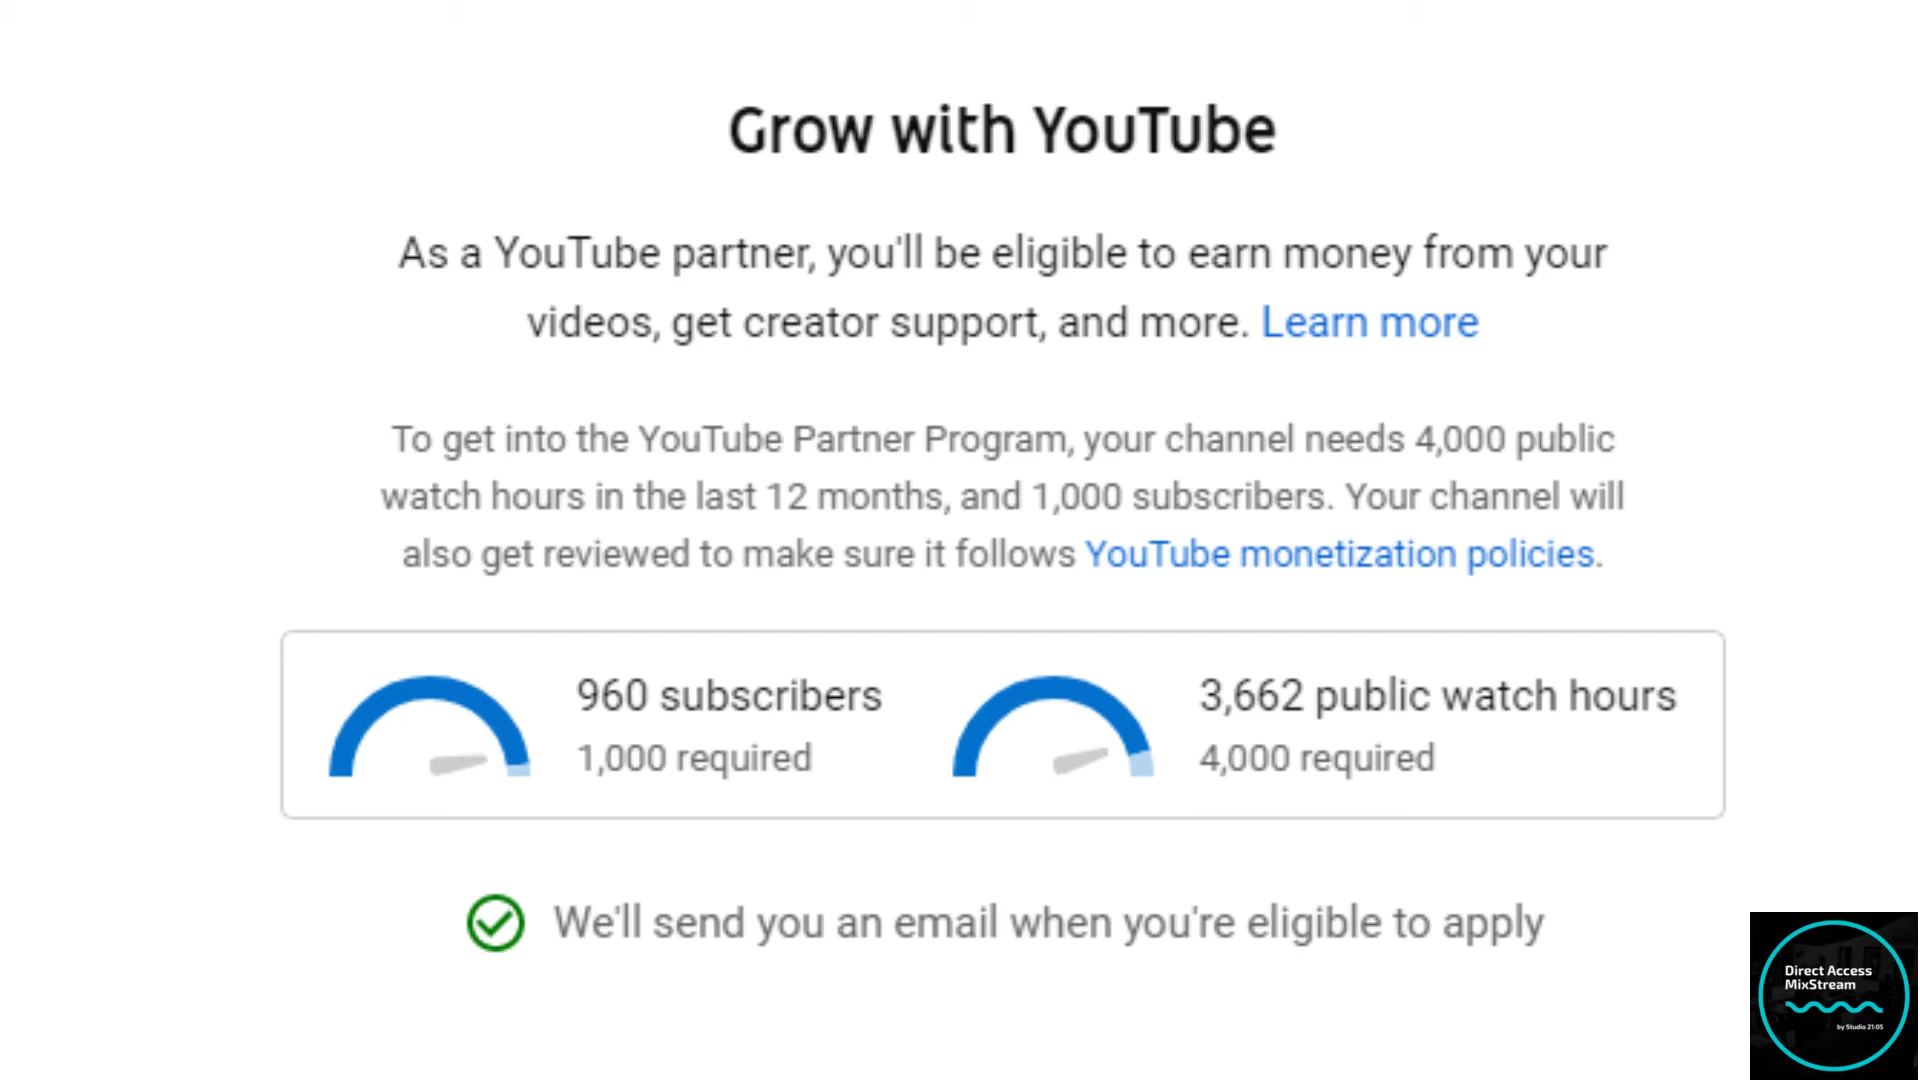 Grow with YouTube
As a YouTube partner, you'll be eligible to earn money from your
videos, get creator support, and more. Learn more
To get into the YouTube Partner Program, your channel needs 4,000 public
watch hours in the last 12 months, and 1,000 subscribers. Your channel will
also get reviewed to make sure it follows YouTube monetization policies.
960 subscribers
1,000 required
3,662 public watch hours
4,000 required
We'll send you an email when you're eligible to apply
Direct Access
MixStream
by Studio 21:05